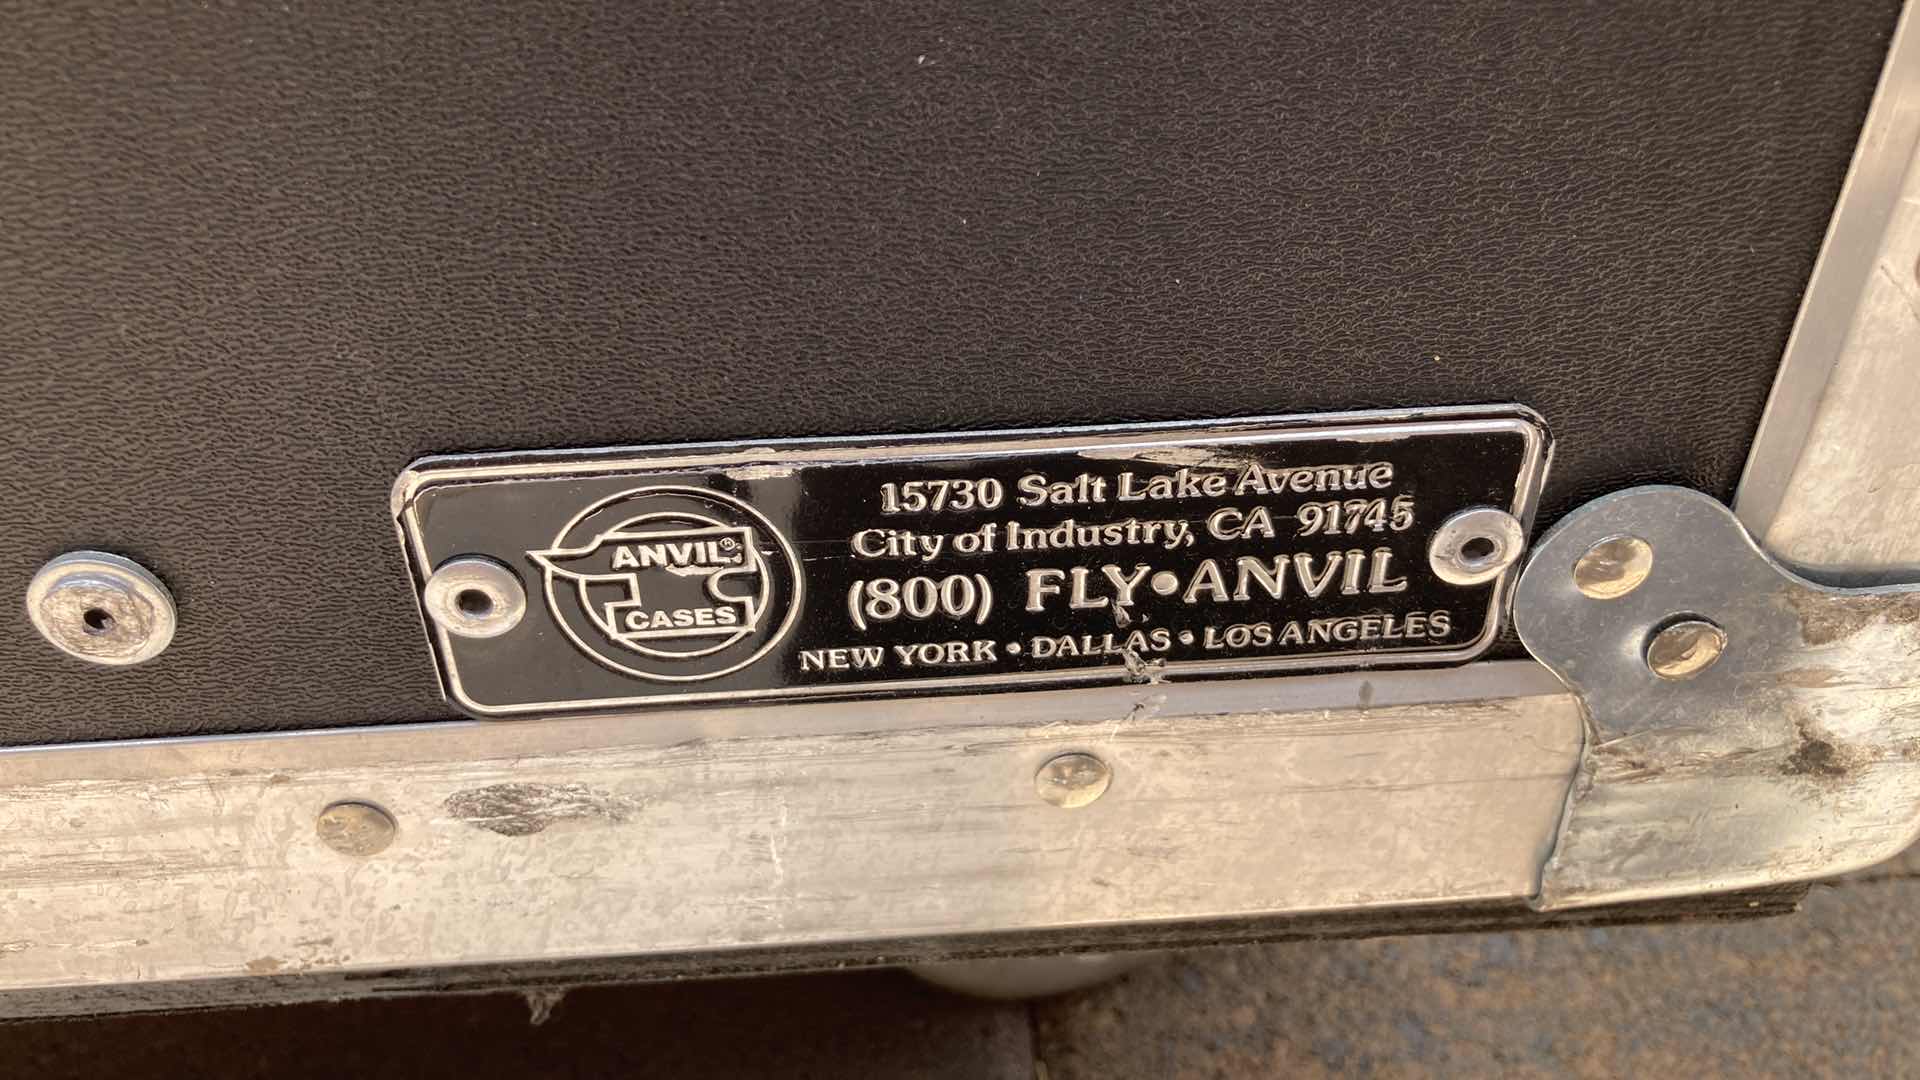 ANVIL®
CASES
15730 Salt Lake Avenue
City of Industry, CA 91745
(800) FLY•ANVIL
NEW YORK • DALLAS • LOS ANGELES